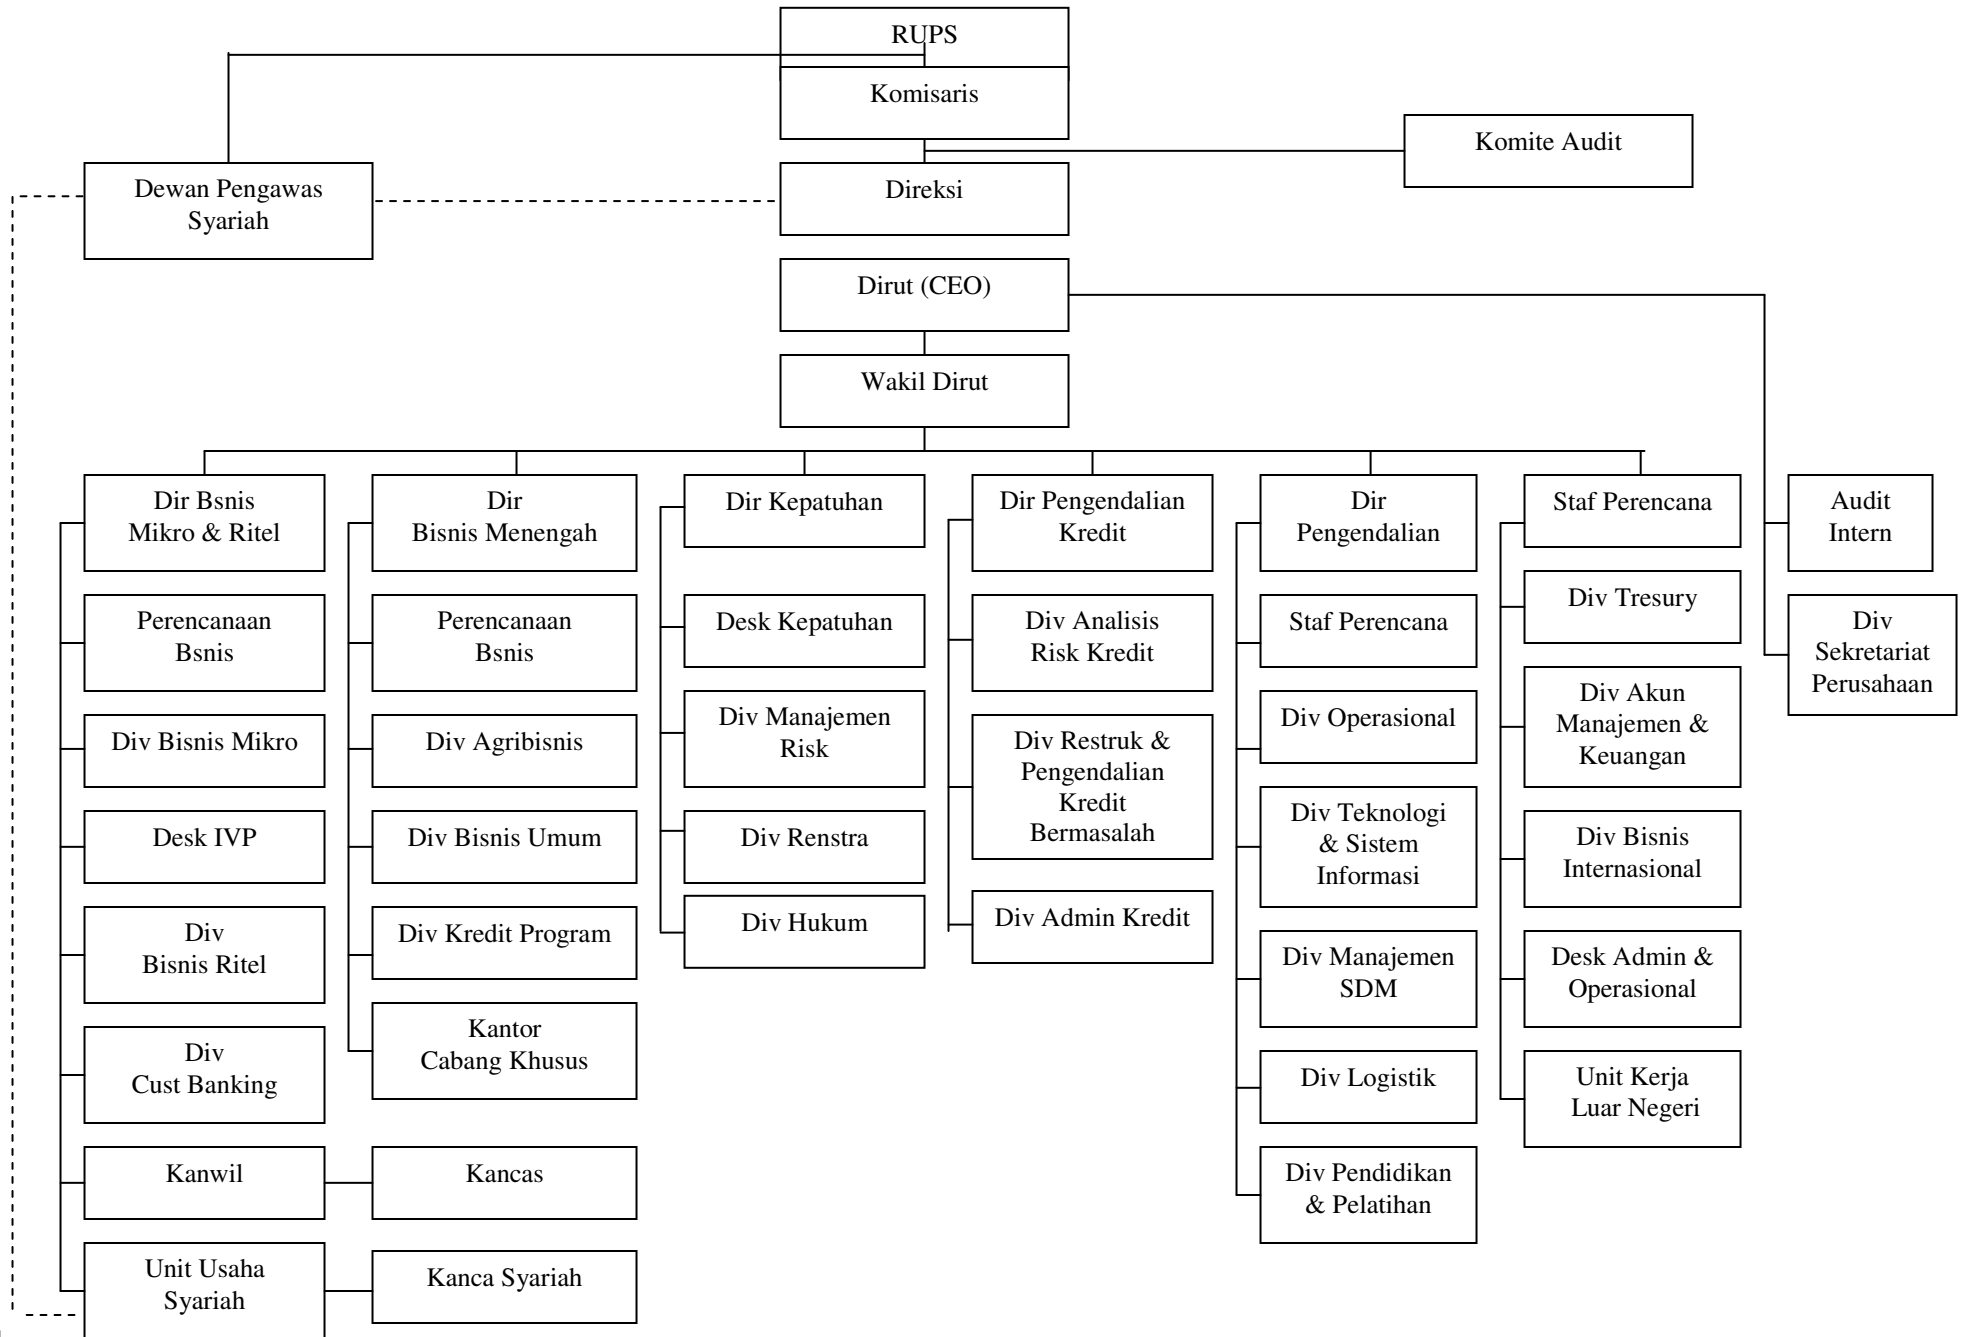 RUPS
Komisaris
Komite Audit
Dewan Pengawas
Syariah
Direksi
Dirut (CEO)
Wakil Dirut
Dir Bsnis
Mikro & Ritel
Perencanaan
Bsnis
Div Bisnis Mikro
Desk IVP
Div
Bisnis Ritel
Div
Cust Banking
Kanwil
Kancas
Unit Usaha
Syariah
Kanca Syariah
Dir
Bisnis Menengah
Perencanaan
Bsnis
Div Agribisnis
Div Bisnis Umum
Div Kredit Program
Kantor
Cabang Khusus
Dir Kepatuhan
Desk Kepatuhan
Div Manajemen
Risk
Div Renstra
Div Hukum
Dir Pengendalian
Kredit
Div Analisis
Risk Kredit
Div Restruk &
Pengendalian
Kredit
Bermasalah
Div Admin Kredit
Dir
Pengendalian
Staf Perencana
Div Operasional
Div Teknologi
& Sistem
Informasi
Div Manajemen
SDM
Div Logistik
Div Pendidikan
& Pelatihan
Staf Perencana
Div Tresury
Div Akun
Manajemen &
Keuangan
Div Bisnis
Internasional
Desk Admin &
Operasional
Unit Kerja
Luar Negeri
Audit
Intern
Div
Sekretariat
Perusahaan